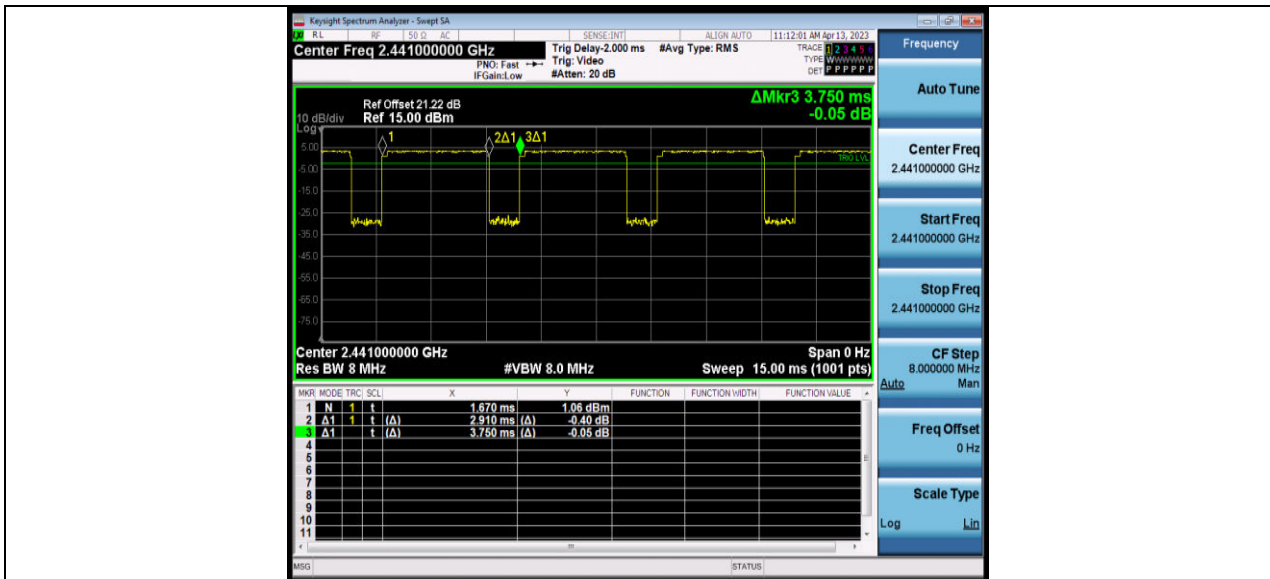 Keysight Spectrum Analyzer - Swept SA
RL RF 50 Ω AC SENSE:INT ALIGN AUTO 11:12:01 AM Apr 13, 2023
Center Freq 2.441000000 GHz Trig Delay-2.000 ms #Avg Type: RMS TRACE 1 2 3 4 5 6
PNO: Fast Trig: Video TYPE WWWWWW
IFGain:Low #Atten: 20 dB DET P P P P P P
Frequency
Auto Tune
Center Freq
2.441000000 GHz
Start Freq
2.441000000 GHz
Stop Freq
2.441000000 GHz
CF Step
8.000000 MHz
Auto Man
Freq Offset
0 Hz
Scale Type
Log Lin
ΔMkr3 3.750 ms
-0.05 dB
Ref Offset 21.22 dB
10 dB/div Ref 15.00 dBm
Log
1 2Δ1 3Δ1
5.00
TRIG LVL
-5.00
-15.0
-25.0
-35.0
-45.0
-55.0
-65.0
-75.0
Center 2.441000000 GHz Span 0 Hz
Res BW 8 MHz #VBW 8.0 MHz Sweep 15.00 ms (1001 pts)
MKR MODE TRC SCL X Y FUNCTION FUNCTION WIDTH FUNCTION VALUE
1 N 1 t 1.670 ms 1.06 dBm
2 Δ1 1 t (Δ) 2.910 ms (Δ) -0.40 dB
3 Δ1 t (Δ) 3.750 ms (Δ) -0.05 dB
4
5
6
7
8
9
10
11
MSG STATUS